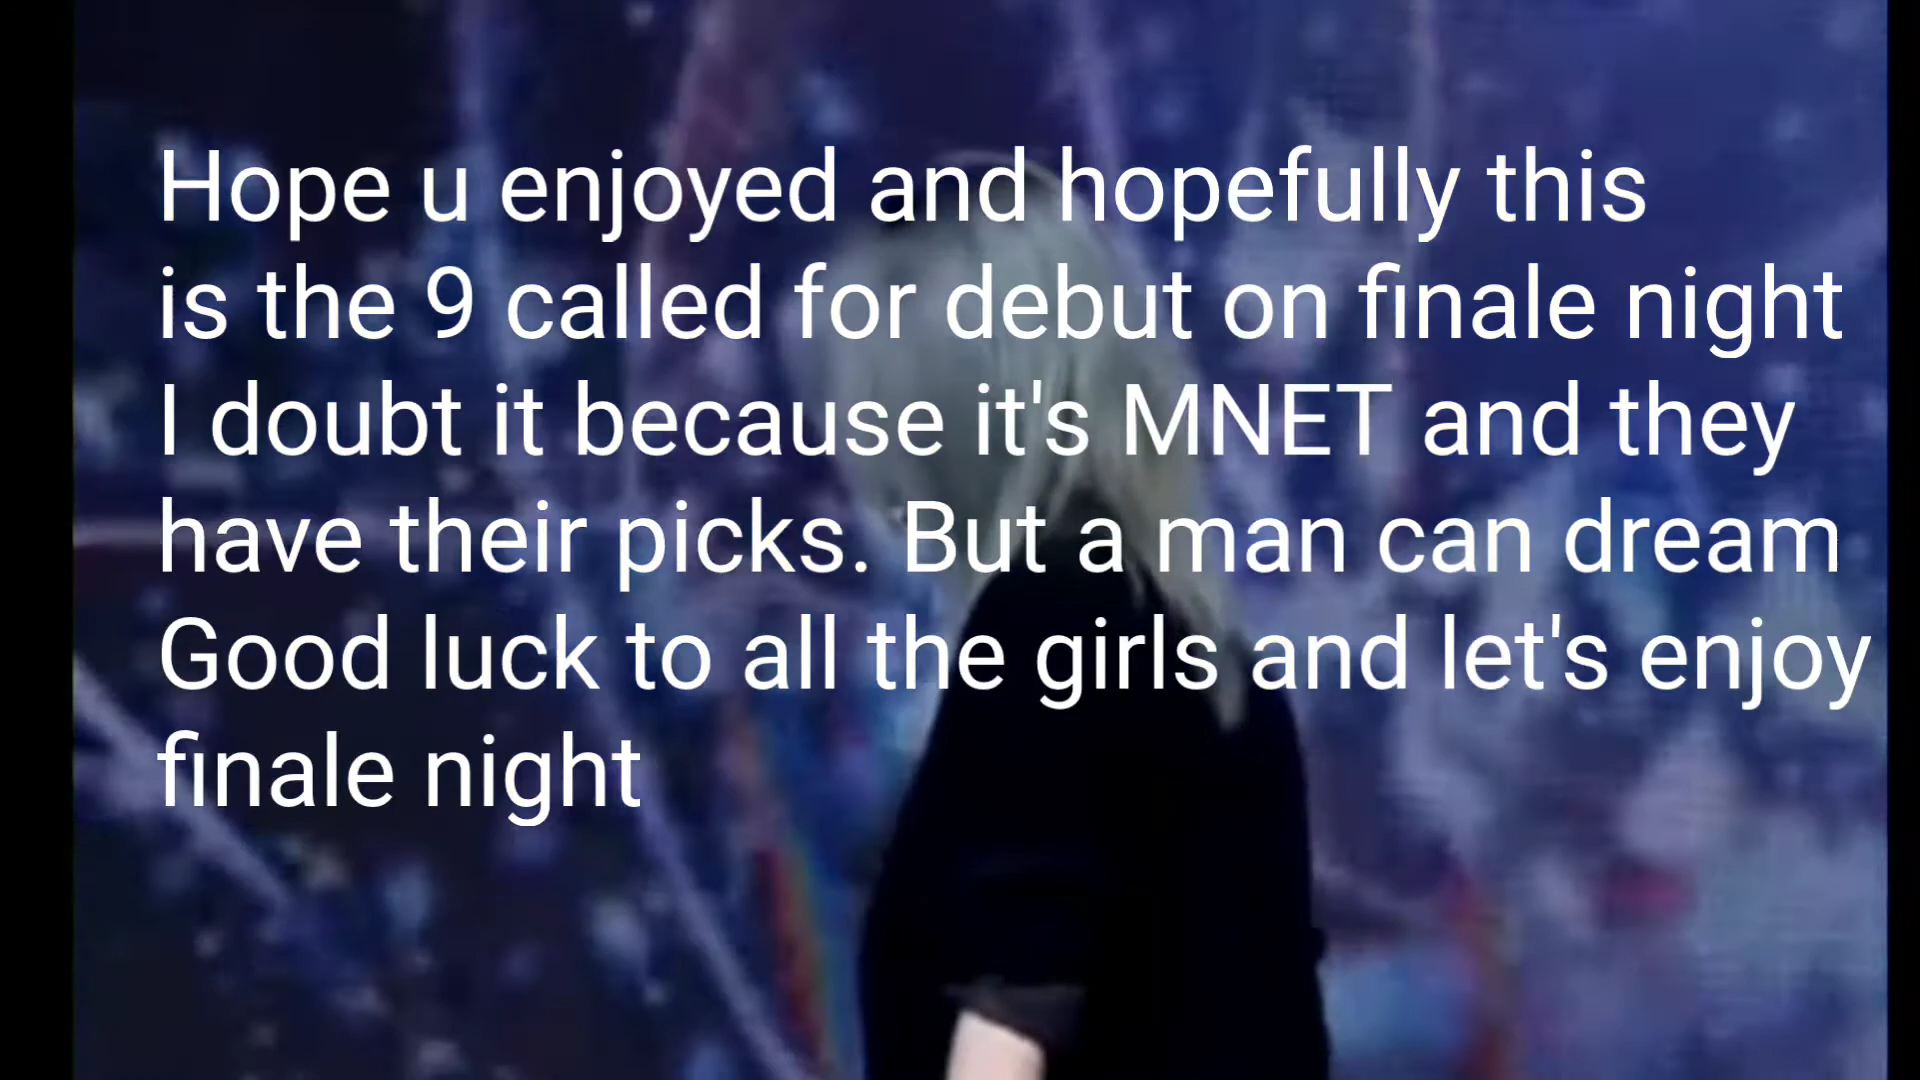 Hope u enjoyed and hopefully this
is the 9 called for debut on finale night
I doubt it because it's MNET and they
have their picks. But a man can dream
Good luck to all the girls and let's enjoy
finale night